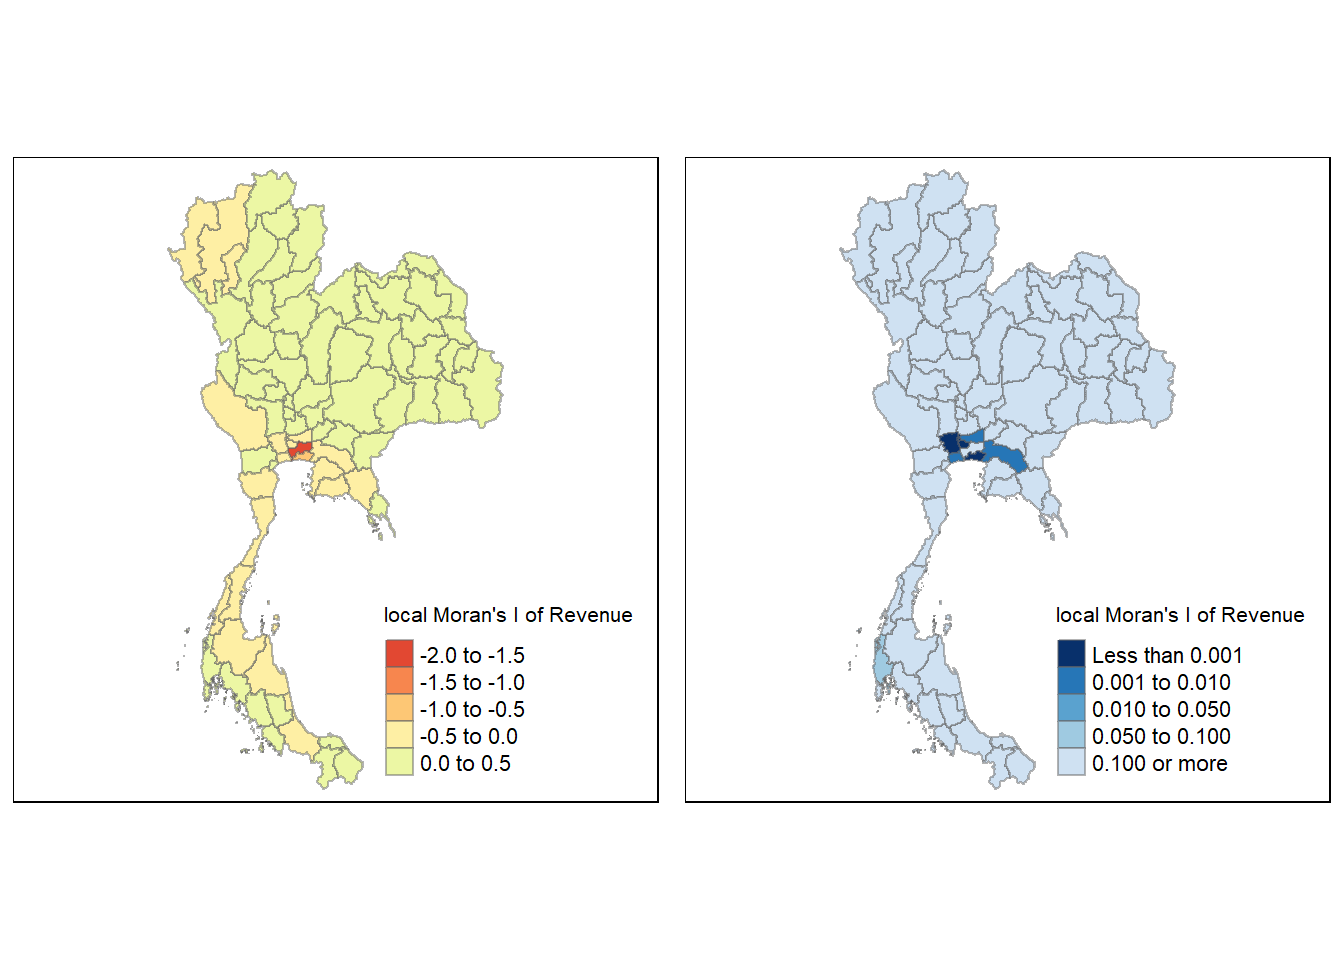 local Moran's I of Revenue
-2.0 to -1.5
-1.5 to -1.0
-1.0 to -0.5
-0.5 to 0.0
0.0 to 0.5
local Moran's I of Revenue
Less than 0.001
0.001 to 0.010
0.010 to 0.050
0.050 to 0.100
0.100 or more